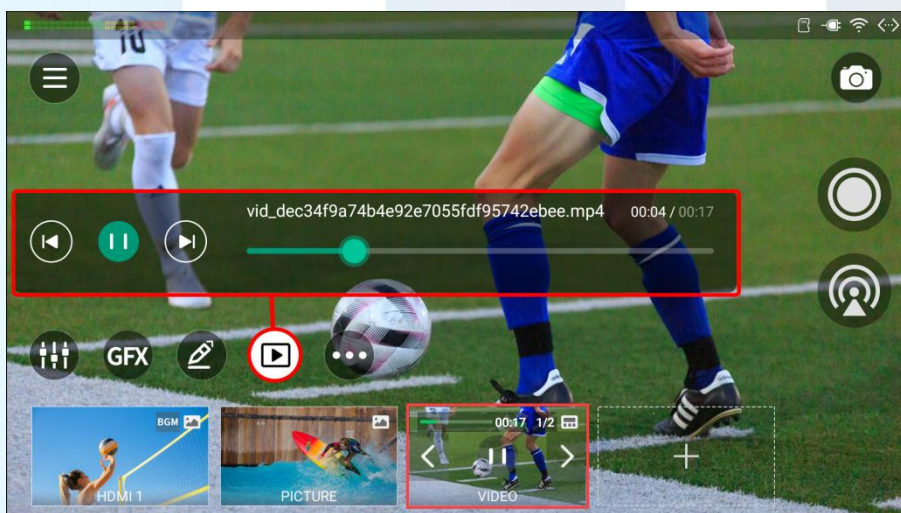 10
vid_dec34f9a74b4e92e7055fdf95742ebee.mp4 00:04 / 00:17
GFX
BGM
00:17 1/2
HDMI 1
PICTURE
VIDEO